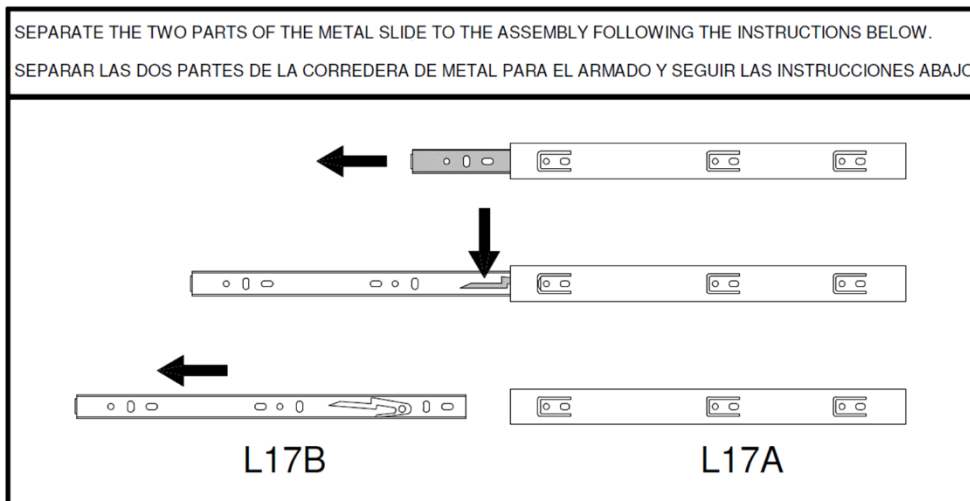 SEPARATE THE TWO PARTS OF THE METAL SLIDE TO THE ASSEMBLY FOLLOWING THE INSTRUCTIONS BELOW.
SEPARAR LAS DOS PARTES DE LA CORREDERA DE METAL PARA EL ARMADO Y SEGUIR LAS INSTRUCCIONES ABAJO
L17B L17A